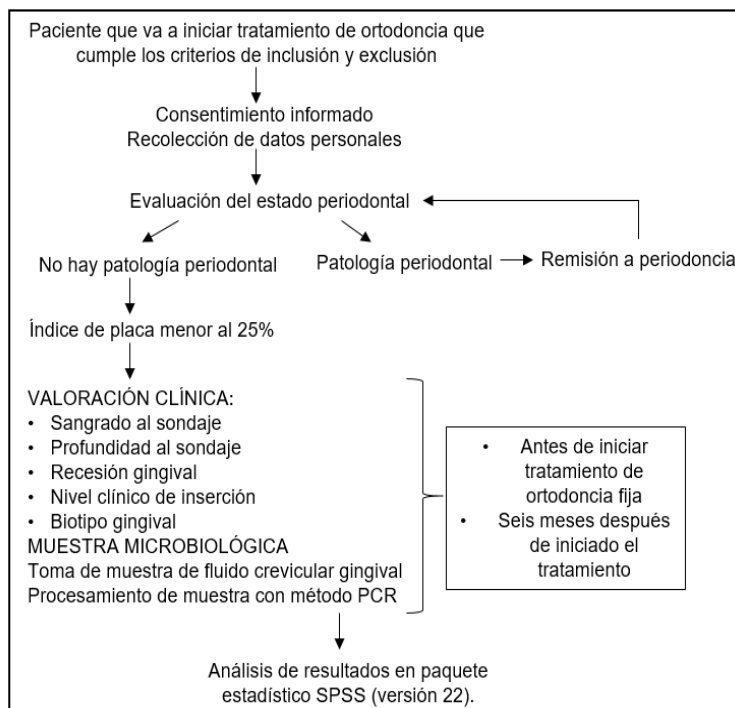 Paciente que va a iniciar tratamiento de ortodoncia que
cumple los criterios de inclusión y exclusión
Consentimiento informado
Recolección de datos personales
Evaluación del estado periodontal
No hay patología periodontal
Patología periodontal
Remisión a periodoncia
Índice de placa menor al 25%
VALORACIÓN CLÍNICA:
• Sangrado al sondaje
• Profundidad al sondaje
• Recesión gingival
• Nivel clínico de inserción
• Biotipo gingival
MUESTRA MICROBIOLÓGICA
Toma de muestra de fluido crevicular gingival
Procesamiento de muestra con método PCR
• Antes de iniciar
tratamiento de
ortodoncia fija
• Seis meses después
de iniciado el
tratamiento
Análisis de resultados en paquete
estadístico SPSS (versión 22).